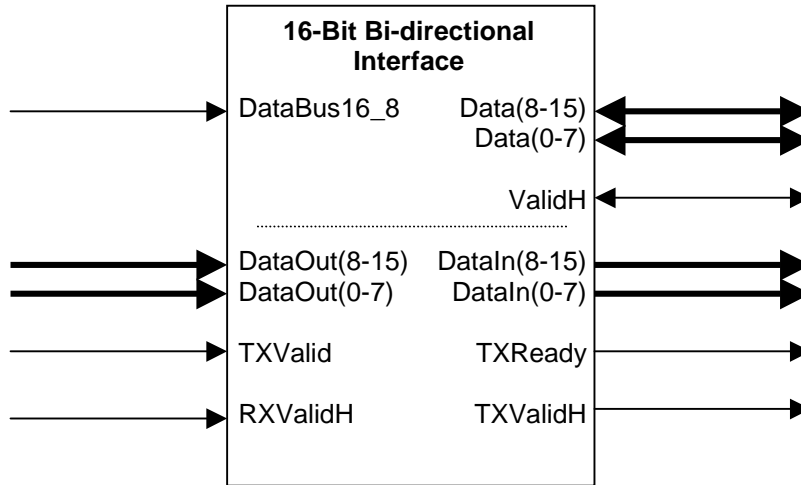 16-Bit Bi-directional
Interface
DataBus16_8 Data(8-15)
Data(0-7)
ValidH
DataOut(8-15) DataIn(8-15)
DataOut(0-7) DataIn(0-7)
TXValid TXReady
RXValidH TXValidH